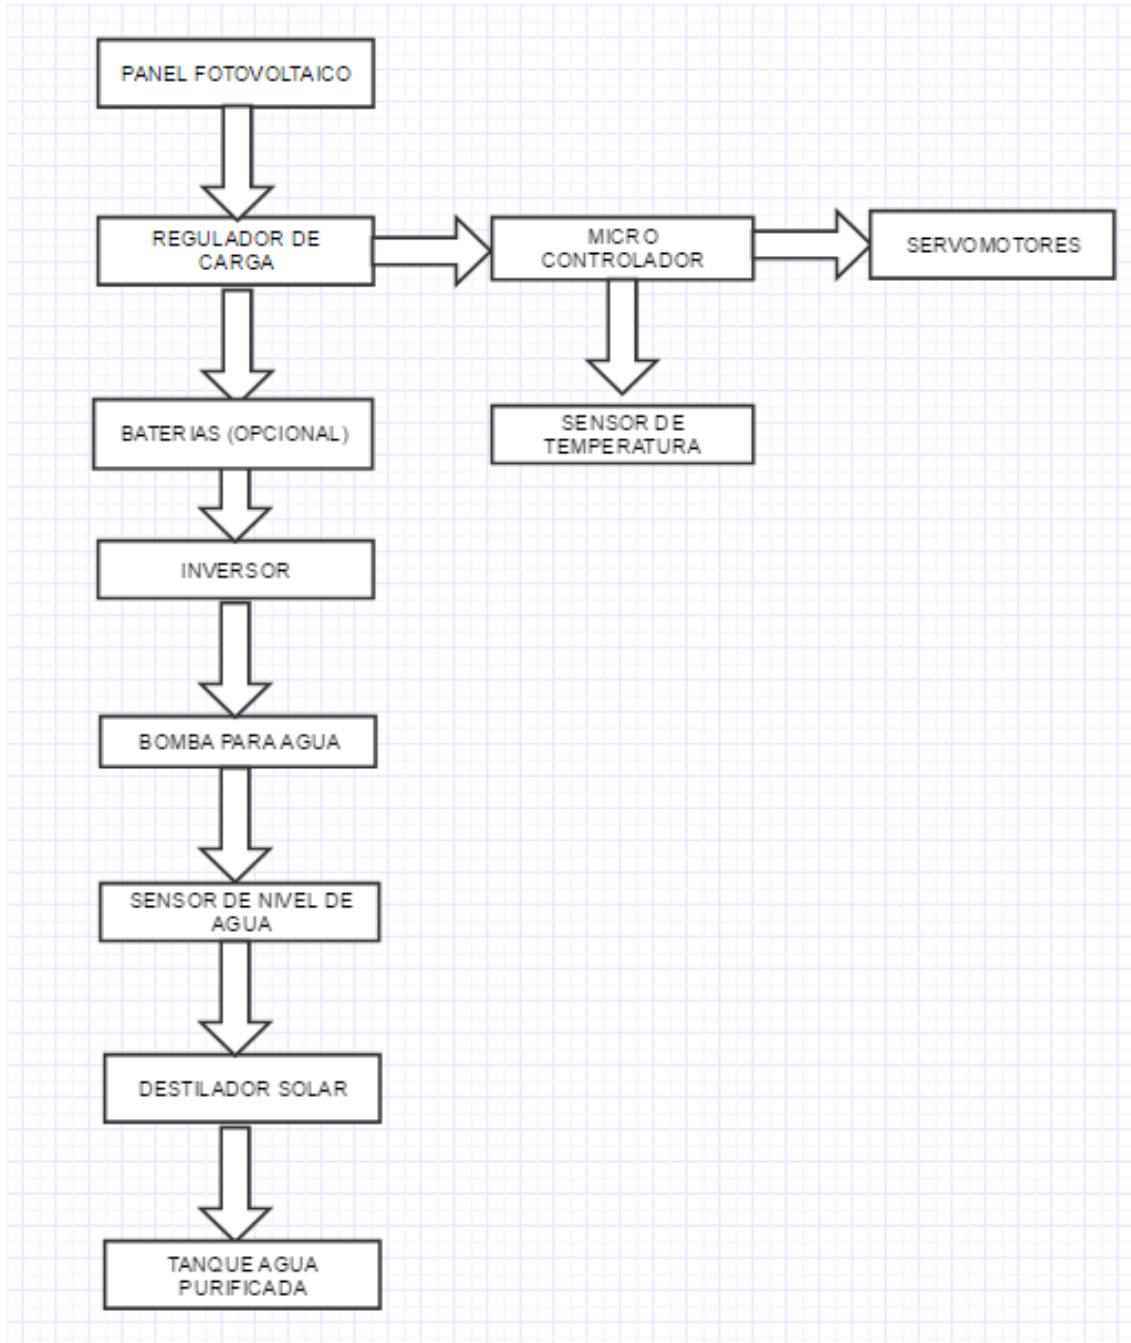 PANEL FOTOVOLTAICO
REGULADOR DE
CARGA
MICRO
CONTROLADOR
SERVOMOTORES
BATERIAS (OPCIONAL)
SENSOR DE
TEMPERATURA
INVERSOR
BOMBA PARA AGUA
SENSOR DE NIVEL DE
AGUA
DESTILADOR SOLAR
TANQUE AGUA
PURIFICADA